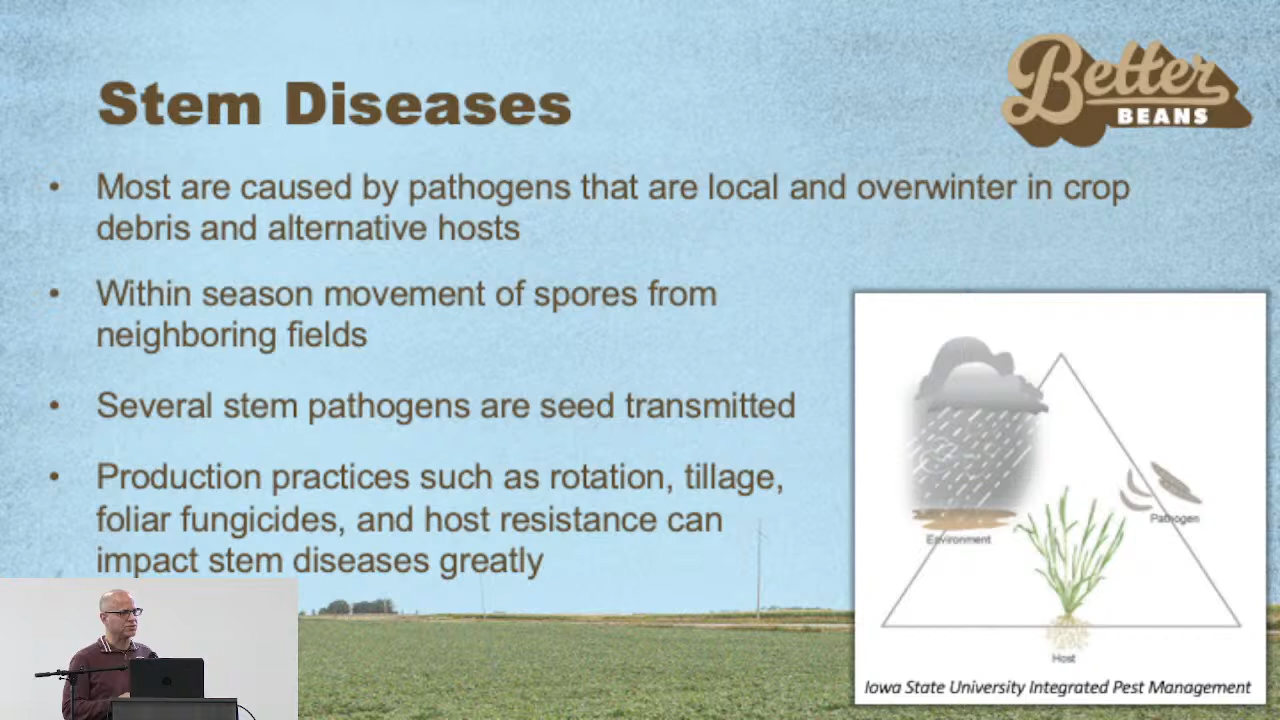 Better
BEANS
Stem Diseases
• Most are caused by pathogens that are local and overwinter in crop
debris and alternative hosts
• Within season movement of spores from
neighboring fields
• Several stem pathogens are seed transmitted
• Production practices such as rotation, tillage,
foliar fungicides, and host resistance can
impact stem diseases greatly
Pathogen
Environment
Host
Iowa State University Integrated Pest Management